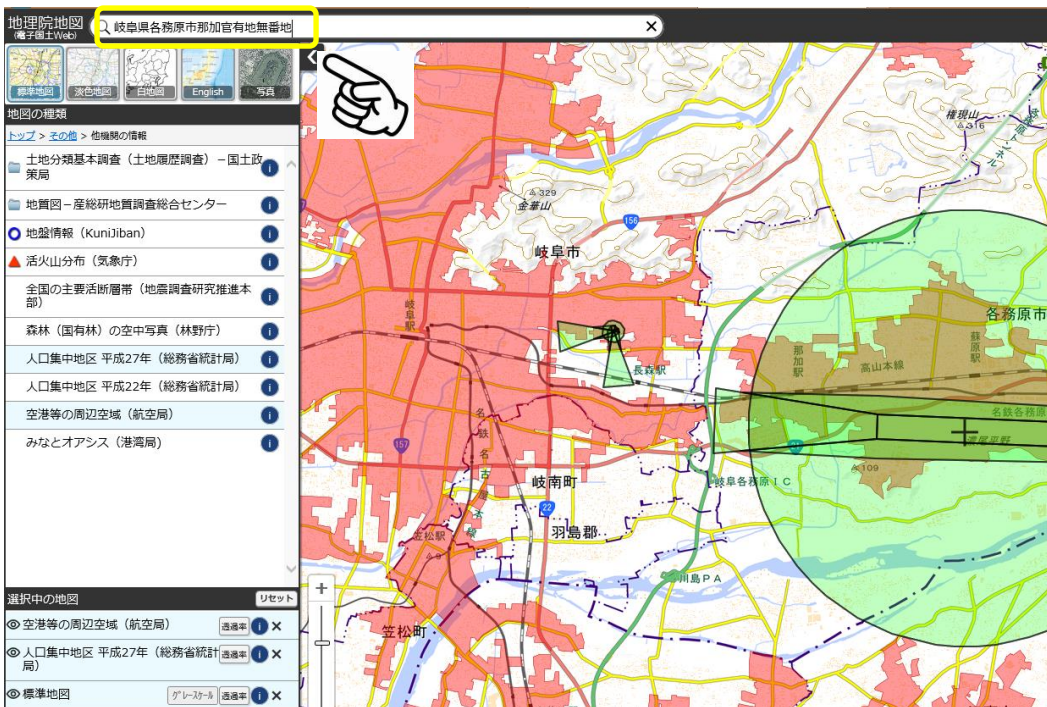 地理院地図
(電子国土Web)
岐阜県各務原市那加官有地無番地
×
標準地図
淡色地図
白地図
English
写真
地図の種類
トップ > その他 > 他機関の情報
土地分類基本調査（土地履歴調査）－国土政
策局
地質図－産総研地質調査総合センター
地盤情報（KuniJiban）
活火山分布（気象庁）
全国の主要活断層帯（地震調査研究推進本
部）
森林（国有林）の空中写真（林野庁）
人口集中地区 平成27年（総務省統計局）
人口集中地区 平成22年（総務省統計局）
空港等の周辺空域（航空局）
みなとオアシス（港湾局)
選択中の地図
リセット
空港等の周辺空域（航空局）
透過率
人口集中地区 平成27年（総務省統計
局）
透過率
標準地図
グレースケール
透過率
権現山
316
329
金華山
156
岐阜市
岐阜駅
各務原市
蘇原駅
那加駅
高山本線
長森駅
名鉄各務原
濃尾平野
109
157
名鉄名古屋本線
岐南町
岐阜各務原IC
22
羽島郡
笠松駅
9
川島PA
笠松町